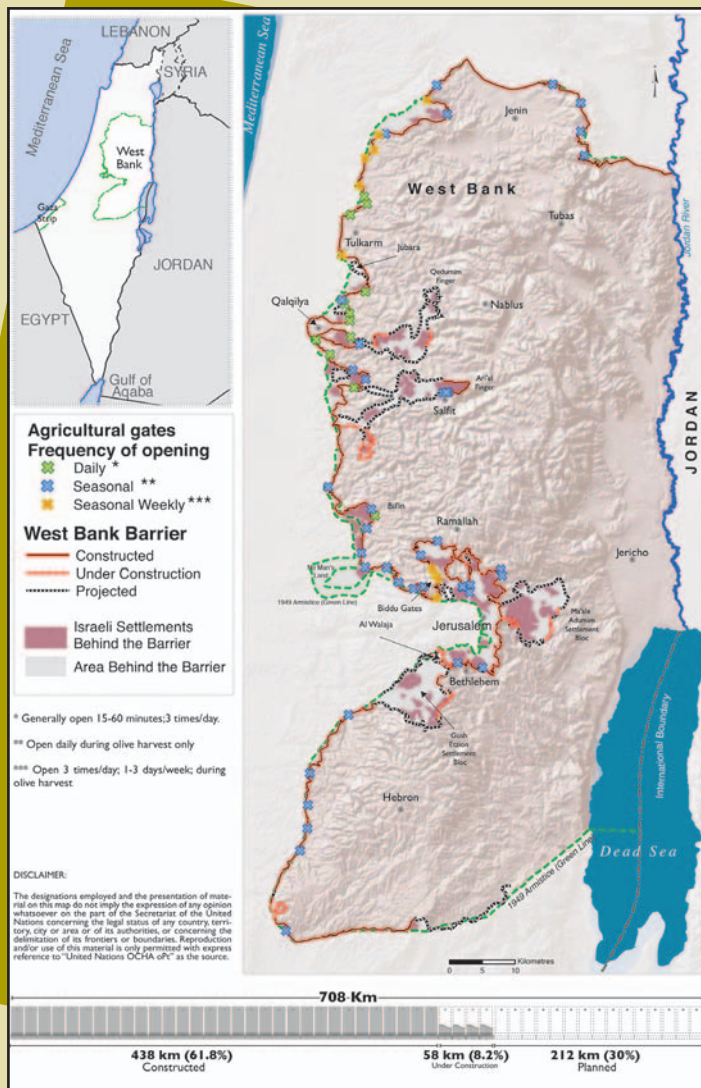 LEBANON
SYRIA
Mediterranean Sea
West
Bank
Gaza
Strip
JORDAN
EGYPT
Gulf of
Aqaba
Agricultural gates
Frequency of opening
Daily *
Seasonal **
Seasonal Weekly ***
West Bank Barrier
Constructed
Under Construction
Projected
Israeli Settlements
Behind the Barrier
Area Behind the Barrier
* Generally open 15-60 minutes;3 times/day.
** Open daily during olive harvest only
*** Open 3 times/day; 1-3 days/week; during
olive harvest
DISCLAIMER:
The designations employed and the presentation of mate-
rial on this map do not imply the expression of any opinion
whatsoever on the part of the Secretariat of the United
Nations concerning the legal status of any country, terri-
tory, city or area or of its authorities, or concerning the
delimitation of its frontiers or boundaries. Reproduction
and/or use of this material is only permitted with express
reference to "United Nations OCHA oPt" as the source.
Mediterranean Sea
Jenin
West Bank
Tubas
Jordan River
Tulkarm
Jubara
Qedumim
Finger
Qalqilya
Nablus
Ari'el
Finger
Salfit
JORDAN
Bil'in
Ramallah
Jericho
No Man's
Land
1949 Armistice (Green Line)
Biddu Gates
Jerusalem
Ma'ale
Adumim
Settlement
Bloc
Al Walaja
Bethlehem
Gush
Etzion
Settlement
Bloc
International Boundary
Hebron
Dead Sea
1949 Armistice (Green Line)
Kilometres
0 5 10
708 Km
438 km (61.8%)
Constructed
58 km (8.2%)
Under Construction
212 km (30%)
Planned